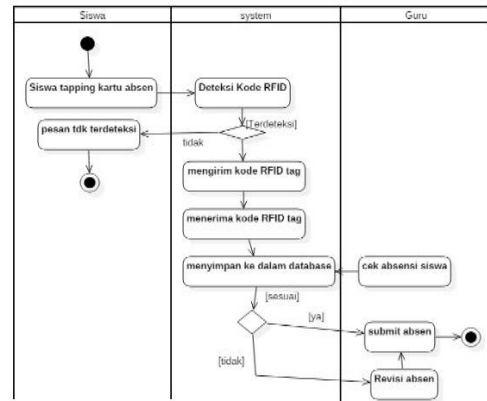 Siswa
system
Guru
Siswa tapping kartu absen
Deteksi Kode RFID
[Terdeteksi]
pesan tdk terdeteksi
tidak
mengirim kode RFID tag
menerima kode RFID tag
menyimpan ke dalam database
cek absensi siswa
[sesuai]
[ya]
submit absen
[tidak]
Revisi absen